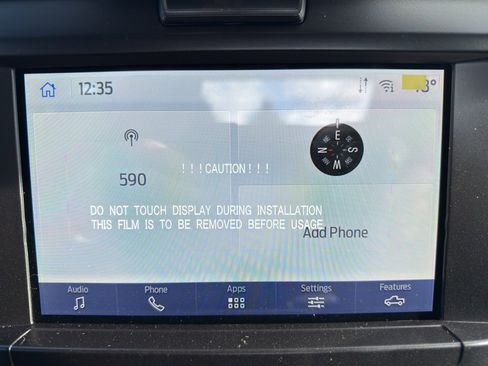 12:35
590
E
N S
W
! ! ! CAUTION ! ! !
DO NOT TOUCH DISPLAY DURING INSTALLATION
THIS FILM IS TO BE REMOVED BEFORE USAGE
Add Phone
Audio Phone Apps Settings Features